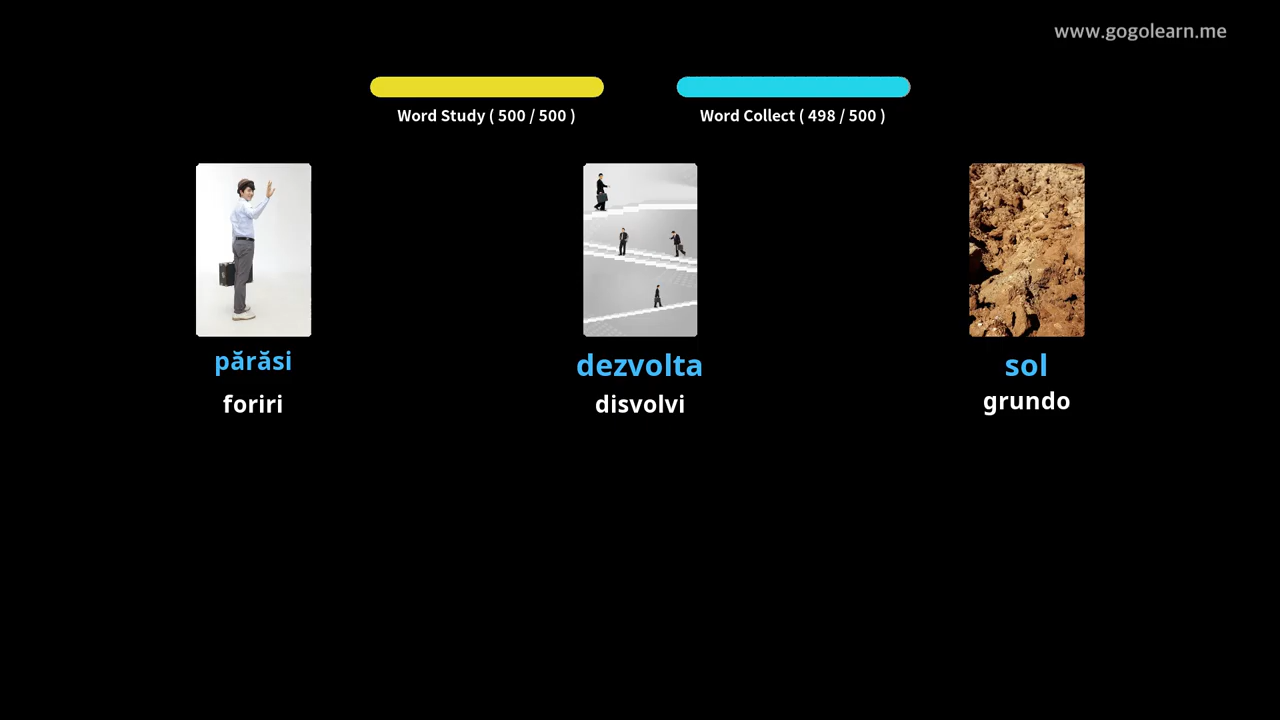 www.gogolearn.me
Word Study ( 500 / 500 )
Word Collect ( 498 / 500 )
părăsi
foriri
dezvolta
disvolvi
sol
grundo